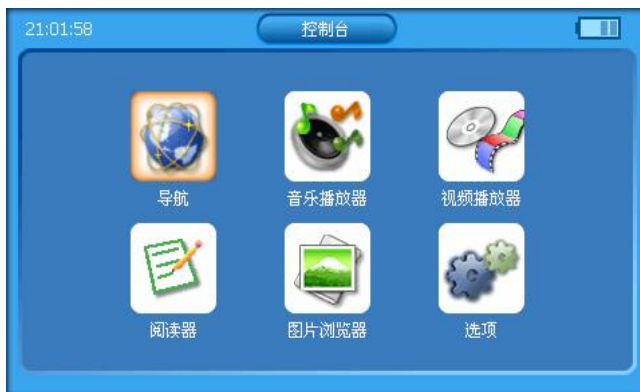 21:01:58
控制台
导航
音乐播放器
视频播放器
阅读器
图片浏览器
选项